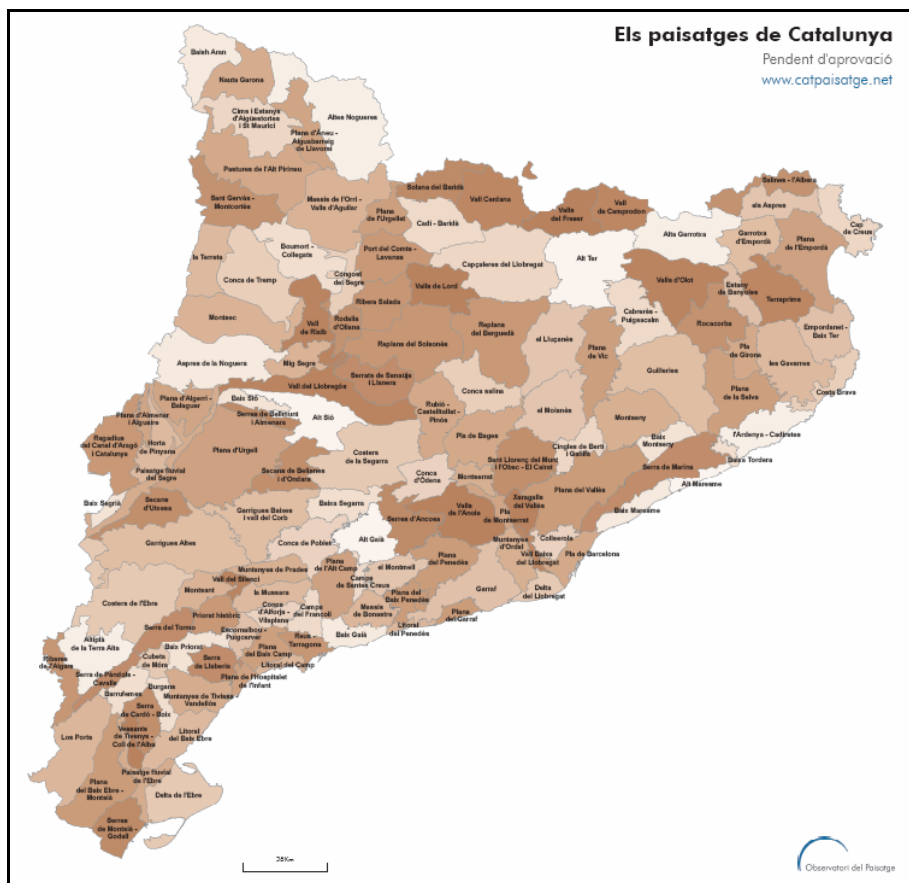 Els paisatges de Catalunya
Pendent d'aprovació
www.catpaisatge.net
Baish Aran
Nauta Garona
Cims i Estanys
d'Aigüestortes
i St Maurici
Altes Nogueres
Plana d'Àneu -
Aiguabarreig
de Llavorsí
Pastures de l'Alt Pirineu
Sant Gervàs -
Montcortès
Massís de l'Orri -
Valls d'Aguilar
Solana del Baridà
Vall Cerdana
Plana
de l'Urgellet
Cadí - Baridà
Valls
del Freser
Vall
de Camprodon
Salines - l'Albera
els Aspres
Cap
de Creus
Alta Garrotxa
Garrotxa
d'Empordà
Plana
de l'Empordà
la Terreta
Boumort -
Collegats
Port del Comte -
Lavansa
Capçaleres del Llobregat
Alt Ter
Conca de Tremp
Congost
del Segre
Valls d'Olot
Estany
de Banyoles
Terraprims
Valls de Lord
Ribera Salada
Montsec
Vall
de Rialb
Rodalia
d'Oliana
Cabrerès -
Puigsacalm
Rocacorba
Empordanet -
Baix Ter
Replans
del Berguedà
Replans del Solsonès
el Lluçanès
Plana
de Vic
Pla
de Girona
les Gavarres
Aspres de la Noguera
Mig Segre
Serrats de Sanaüja
i Llanera
Guilleries
Vall del Llobregós
Conca salina
Plana
de la Selva
Costa Brava
Plana d'Algerri -
Balaguer
Baix Sió
Rubió -
Castelltallat -
Pinós
Plana d'Almenar
i Alguaire
Serres de Bellmunt
i Almenara
Alt Sió
el Moianès
Montseny
l'Ardenya - Cadiretes
Regadius
del Canal d'Aragó
i Catalunya
Horta
de Pinyana
Plana d'Urgell
Pla de Bages
Baix
Montseny
Cingles de Bertí
i Gallifa
Costers
de la Segarra
Sant Llorenç del Munt
i l'Obac - El Cairat
Baixa Tordera
Paisatge fluvial
del Segre
Secans de Belianes
i d'Ondara
Conca
d'Òdena
Montserrat
Serra de Marina
Alt Maresme
Baix Segrià
Secans
d'Utxesa
Baixa Segarra
Xaragalls
del Vallès
Plana del Vallès
Baix Maresme
Garrigues Baixes
i vall del Corb
Serres d'Ancosa
Valls
de l'Anoia
Pla
de Montserrat
Garrigues Altes
Conca de Poblet
Alt Gaià
Muntanyes
d'Ordal
Collserola
Vall Baixa
del Llobregat
Pla de Barcelona
Plana
del Penedès
Muntanyes de Prades
Plana
de l'Alt Camp
el Montmell
Vall del Silenci
Camps
de Santes Creus
Garraf
Delta
del Llobregat
Montsant
la Mussara
Plana del
Baix Penedès
Costers de l'Ebre
Priorat històric
Conca
d'Alforja -
Vilaplana
Camps
del Francolí
Massís
de Bonastre
Plana
del Garraf
Serra del Tormo
Escornalbou -
Puigcerver
Reus -
Tarragona
Baix Gaià
Litoral
del Penedès
Altiplà
de la Terra Alta
Baix Priorat
Plana
del Baix Camp
Riberes
de l'Algars
Cubeta
de Móra
Serra
de Llaberia
Litoral del Camp
Serra de Pàndols -
Cavalls
Plana de l'Hospitalet
de l'Infant
Burgans
Barrufemes
Muntanyes de Tivissa
Vandellòs
Serra
de Cardó - Boix
Els Ports
Vessants
de Tivenys -
Coll de l'Alba
Litoral
del Baix Ebre
Paisatge fluvial
de l'Ebre
Plana
del Baix Ebre -
Montsià
Delta de l'Ebre
Serres
de Montsià -
Godall
Observatori del Paisatge